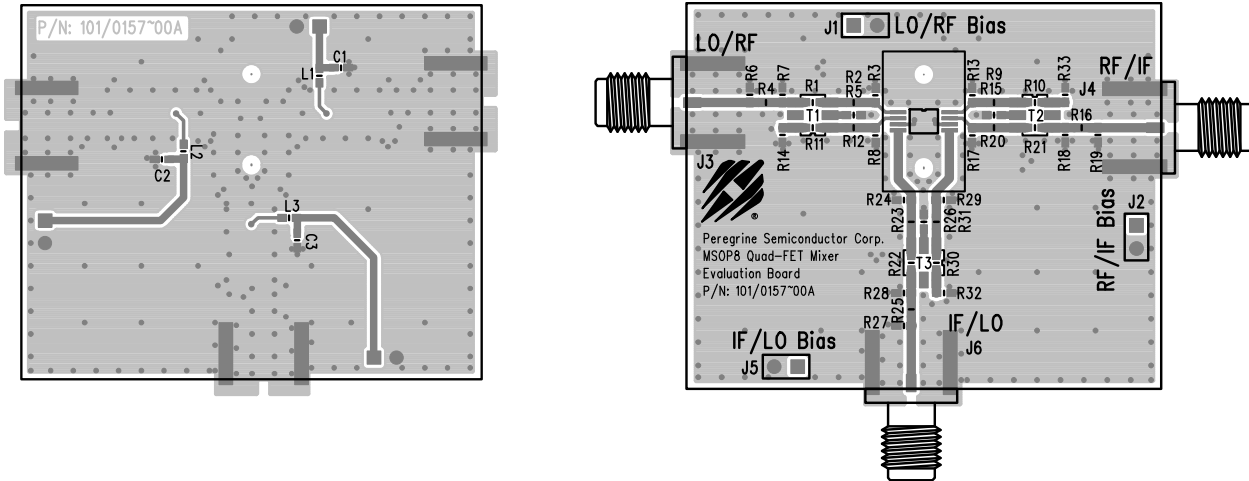 P/N: 101/0157~00A
C1
L1
L2
C2
L3
C3
J1
LO/RF Bias
LO/RF
RF/IF
R6
R7
R4
R1
R2
R5
R3
R13
R9
R15
R10
R33
J4
T1
T2
R16
R14
R11
R12
R8
R17
R20
R21
R18
R19
J3
®
R24
R29
R23
R26
R31
J2
RF/IF Bias
Peregrine Semiconductor Corp.
MSOP8 Quad-FET Mixer
Evaluation Board
P/N: 101/0157~00A
R22
T3
R30
R28
R32
R25
R27
IF/LO
J6
IF/LO Bias
J5